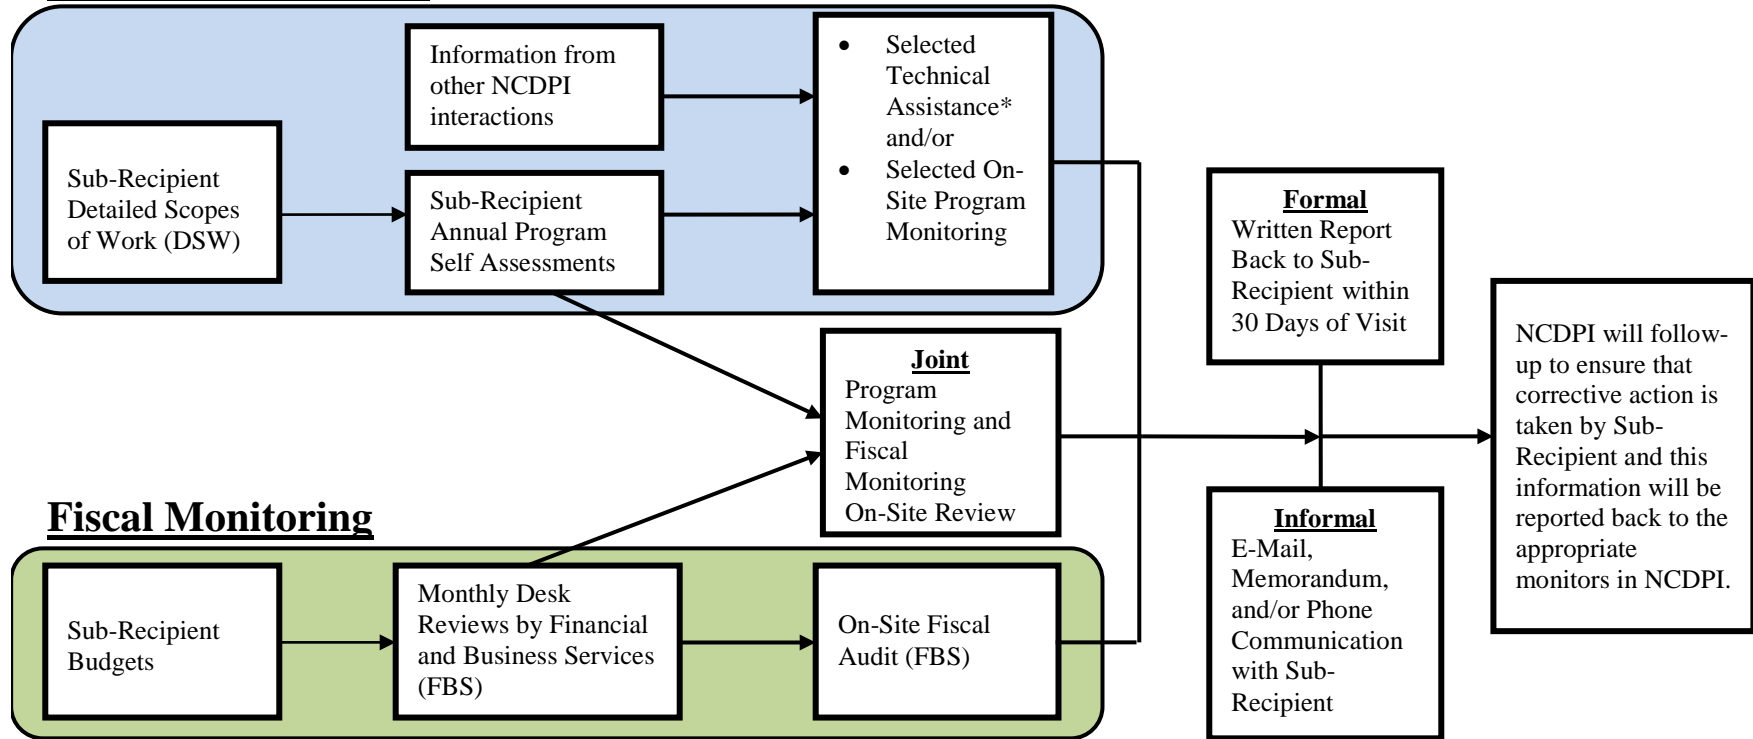 Information from
other NCDPI
interactions
• Selected
Technical
Assistance*
and/or
• Selected On-
Site Program
Monitoring
Sub-Recipient
Detailed Scopes
of Work (DSW)
Sub-Recipient
Annual Program
Self Assessments
Formal
Written Report
Back to Sub-
Recipient within
30 Days of Visit
Joint
Program
Monitoring and
Fiscal
Monitoring
On-Site Review
NCDPI will follow-
up to ensure that
corrective action is
taken by Sub-
Recipient and this
information will be
reported back to the
appropriate
monitors in NCDPI.
Informal
E-Mail,
Memorandum,
and/or Phone
Communication
with Sub-
Recipient
Fiscal Monitoring
Sub-Recipient
Budgets
Monthly Desk
Reviews by Financial
and Business Services
(FBS)
On-Site Fiscal
Audit (FBS)